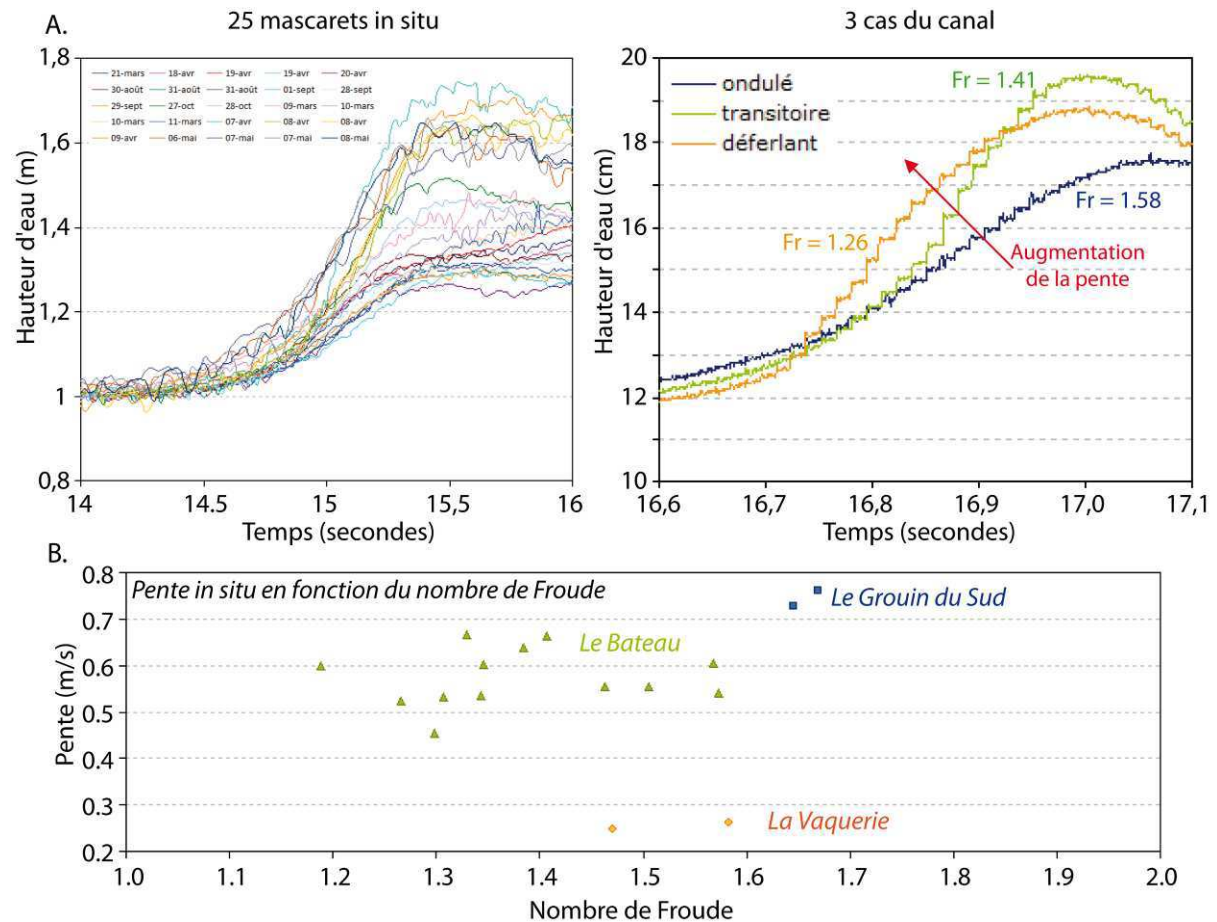 A.
25 mascarets in situ
1,8
1,6
1,4
1,2
1
0,8
14
14.5
15
15,5
16
Hauteur d'eau (m)
Temps (secondes)
21-mars 18-avr 19-avr 19-avr 20-avr
30-août 31-août 31-août 01-sept 28-sept
29-sept 27-oct 28-oct 09-mars 10-mars
10-mars 11-mars 07-avr 08-avr 08-avr
09-avr 06-mai 07-mai 07-mai 08-mai
3 cas du canal
20
18
16
14
12
10
16,6
16,7
16,8
16,9
17,0
17,1
Hauteur d'eau (cm)
Temps (secondes)
ondulé
transitoire
déferlant
Fr = 1.41
Fr = 1.58
Fr = 1.26
Augmentation
de la pente
B.
Pente in situ en fonction du nombre de Froude
Le Grouin du Sud
Le Bateau
La Vaquerie
0.8
0.7
0.6
0.5
0.4
0.3
0.2
1.0
1.1
1.2
1.3
1.4
1.5
1.6
1.7
1.8
1.9
2.0
Pente (m/s)
Nombre de Froude